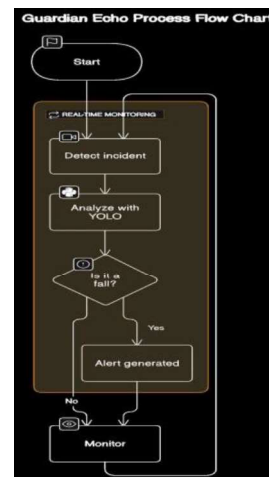 Guardian Echo Process Flow Char
Start
REAL-TIME MONITORING
Detect incident
Analyze with
YOLO
Is it a
fall?
Yes
Alert generated
No
Monitor